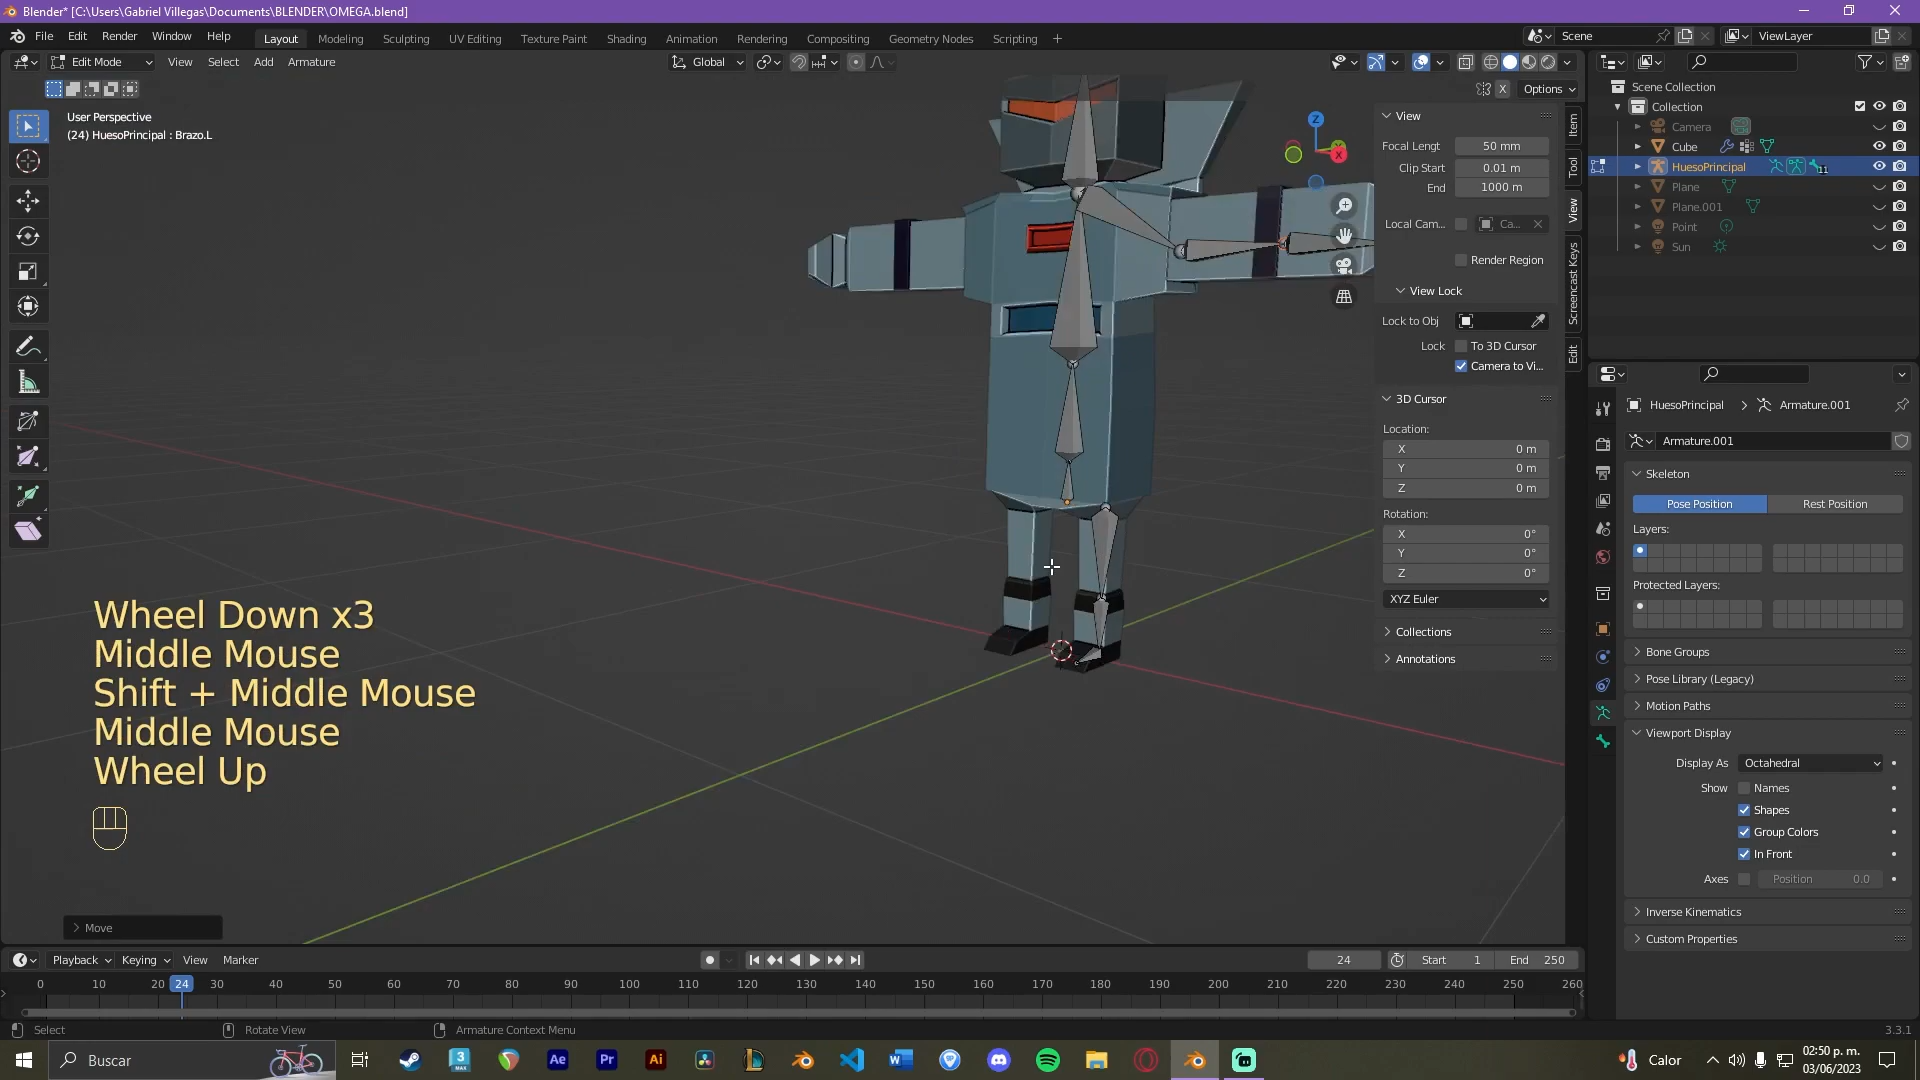 Blender* [C:\Users\Gabriel Villegas\Documents\BLENDER\OMEGA.blend]
File Edit Render Window Help Layout Modeling Sculpting UV Editing Texture Paint Shading Animation Rendering Compositing Geometry Nodes Scripting + Scene ViewLayer
Edit Mode View Select Add Armature Global
X Options
User Perspective
(24) HuesoPrincipal : Brazo.L
Z
X
View
Focal Lengt 50 mm
Clip Start 0.01 m
End 1000 m
Local Cam... Ca...
Render Region
View Lock
Lock to Obj
Lock To 3D Cursor
Camera to Vi...
3D Cursor
Location:
X 0 m
Y 0 m
Z 0 m
Rotation:
X 0°
Y 0°
Z 0°
XYZ Euler
Collections
Annotations
Item
Tool
View
Screencast Keys
Edit
Scene Collection
Collection
Camera
Cube
HuesoPrincipal 11
Plane
Plane.001
Point
Sun
HuesoPrincipal > Armature.001
Armature.001
Skeleton
Pose Position Rest Position
Layers:
Protected Layers:
Bone Groups
Pose Library (Legacy)
Motion Paths
Viewport Display
Display As Octahedral
Show Names
Shapes
Group Colors
In Front
Axes Position 0.0
Inverse Kinematics
Custom Properties
Wheel Down x3
Middle Mouse
Shift + Middle Mouse
Middle Mouse
Wheel Up
Move
Playback Keying View Marker 24 Start 1 End 250
0 10 20 24 30 40 50 60 70 80 90 100 110 120 130 140 150 160 170 180 190 200 210 220 230 240 250 260
Select Rotate View Armature Context Menu 3.3.1
Buscar 3 MAX Ae Pr Ai Calor 02:50 p. m.
03/06/2023